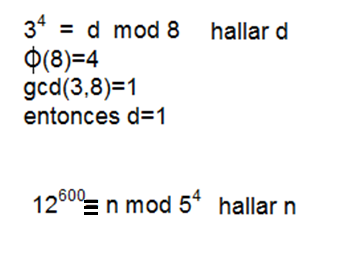 3⁴ = d mod 8 hallar d
Φ(8)=4
gcd(3,8)=1
entonces d=1
12⁶⁰⁰ ≡ n mod 5⁴ hallar n